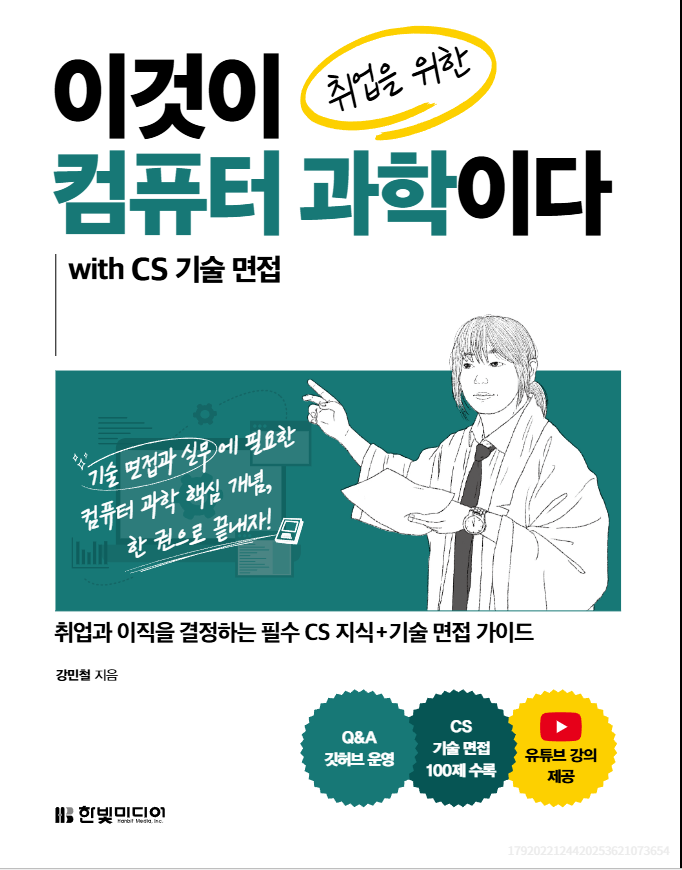 취업을 위한
이것이
컴퓨터 과학이다
with CS 기술 면접
기술 면접과 실무에 필요한
컴퓨터 과학 핵심 개념,
한 권으로 끝내자!
취업과 이직을 결정하는 필수 CS 지식+기술 면접 가이드
강민철 지음
Q&A
깃허브 운영
CS
기술 면접
100제 수록
유튜브 강의
제공
한빛미디어
Hanbit Media, Inc.
1792022124420253621073654